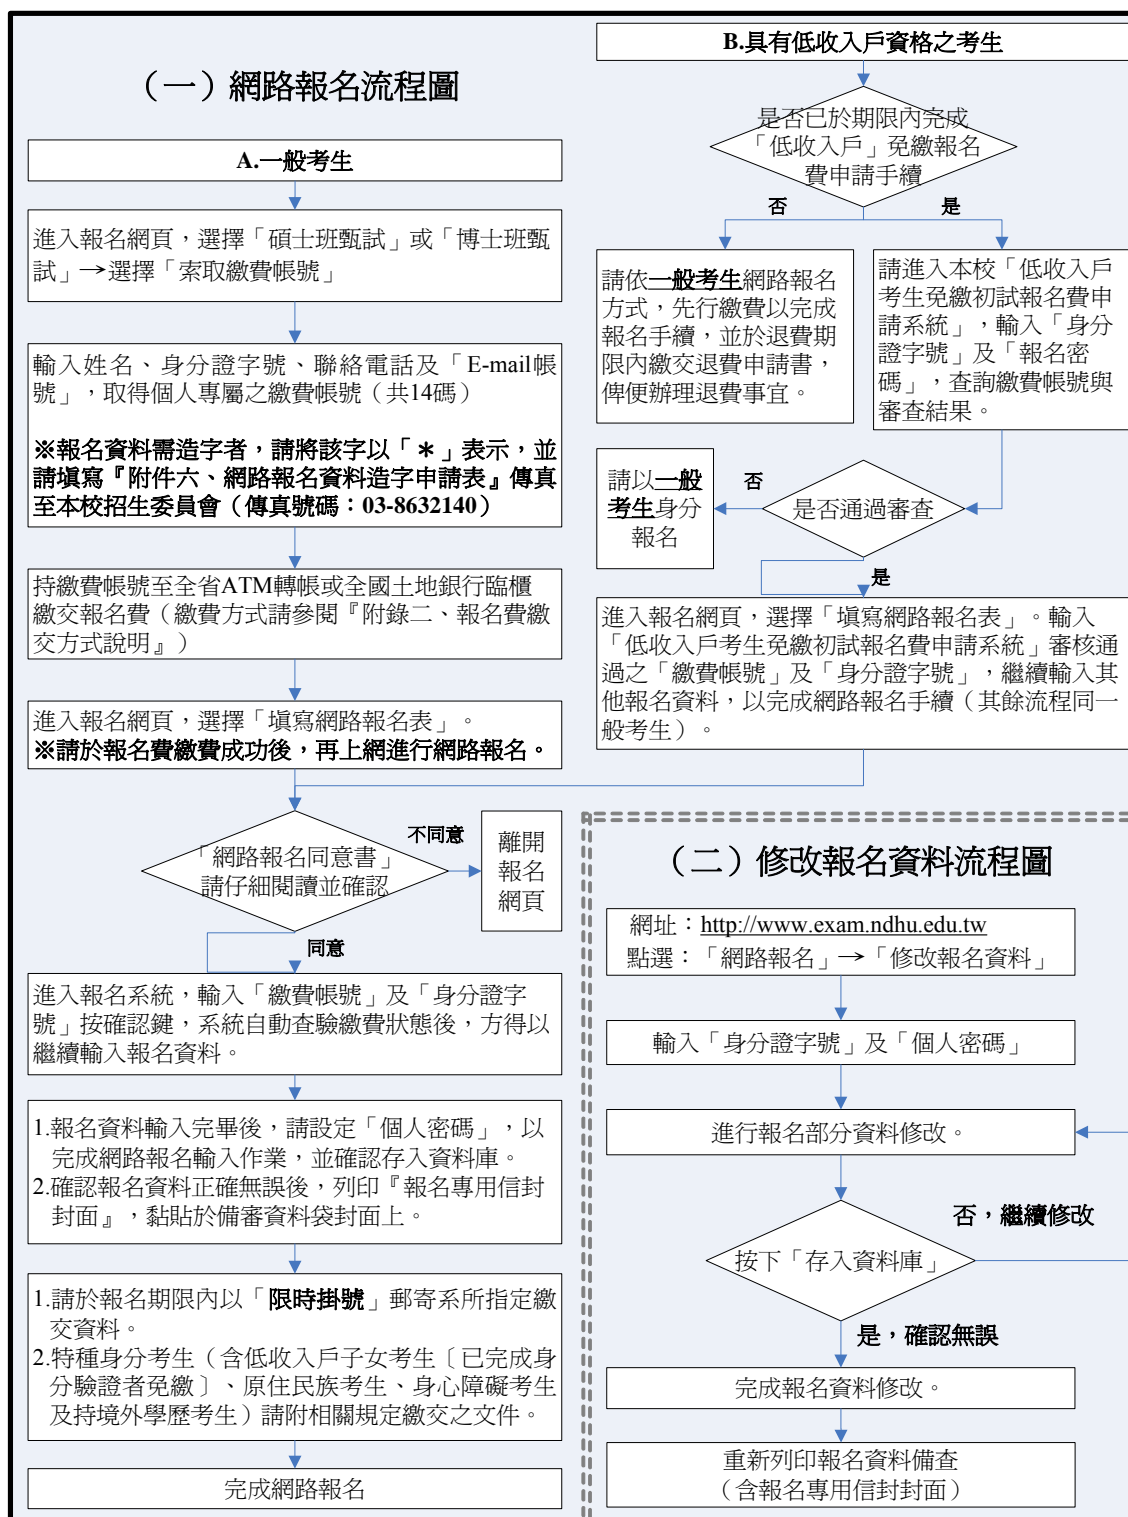 （一）網路報名流程圖
A.一般考生
進入報名網頁，選擇「碩士班甄試」或「博士班甄
試」→選擇「索取繳費帳號」
輸入姓名、身分證字號、聯絡電話及「E-mail帳
號」，取得個人專屬之繳費帳號（共14碼）
※報名資料需造字者，請將該字以「＊」表示，並
請填寫『附件六、網路報名資料造字申請表』傳真
至本校招生委員會（傳真號碼：03-8632140）
持繳費帳號至全省ATM轉帳或全國土地銀行臨櫃
繳交報名費（繳費方式請參閱『附錄二、報名費繳
交方式說明』）
進入報名網頁，選擇「填寫網路報名表」。
※請於報名費繳費成功後，再上網進行網路報名。
「網路報名同意書」
請仔細閱讀並確認
不同意
離開
報名
網頁
同意
進入報名系統，輸入「繳費帳號」及「身分證字
號」按確認鍵，系統自動查驗繳費狀態後，方得以
繼續輸入報名資料。
1.報名資料輸入完畢後，請設定「個人密碼」，以
完成網路報名輸入作業，並確認存入資料庫。
2.確認報名資料正確無誤後，列印『報名專用信封
封面』，黏貼於備審資料袋封面上。
1.請於報名期限內以「限時掛號」郵寄系所指定繳
交資料。
2.特種身分考生（含低收入戶子女考生〔已完成身
分驗證者免繳〕、原住民族考生、身心障礙考生
及持境外學歷考生）請附相關規定繳交之文件。
完成網路報名
B.具有低收入戶資格之考生
是否已於期限內完成
「低收入戶」免繳報名
費申請手續
否
是
請依一般考生網路報名
方式，先行繳費以完成
報名手續，並於退費期
限內繳交退費申請書，
俾便辦理退費事宜。
請進入本校「低收入戶
考生免繳初試報名費申
請系統」，輸入「身分
證字號」及「報名密
碼」，查詢繳費帳號與
審查結果。
請以一般
考生身分
報名
否
是否通過審查
是
進入報名網頁，選擇「填寫網路報名表」。輸入
「低收入戶考生免繳初試報名費申請系統」審核通
過之「繳費帳號」及「身分證字號」，繼續輸入其
他報名資料，以完成網路報名手續（其餘流程同一
般考生）。
（二）修改報名資料流程圖
網址：http://www.exam.ndhu.edu.tw
點選：「網路報名」→「修改報名資料」
輸入「身分證字號」及「個人密碼」
進行報名部分資料修改。
否，繼續修改
按下「存入資料庫」
是，確認無誤
完成報名資料修改。
重新列印報名資料備查
（含報名專用信封封面）